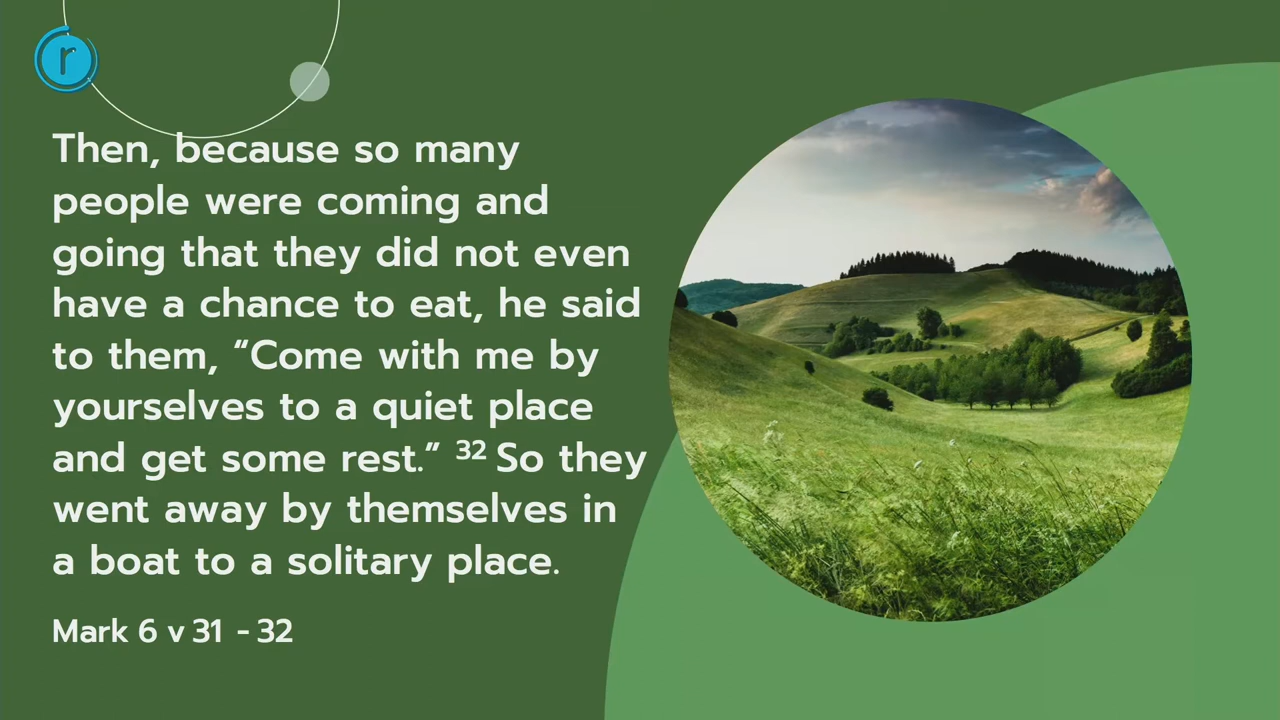 r
Then, because so many
people were coming and
going that they did not even
have a chance to eat, he said
to them, “Come with me by
yourselves to a quiet place
and get some rest.” 32 So they
went away by themselves in
a boat to a solitary place.
Mark 6 v 31 - 32